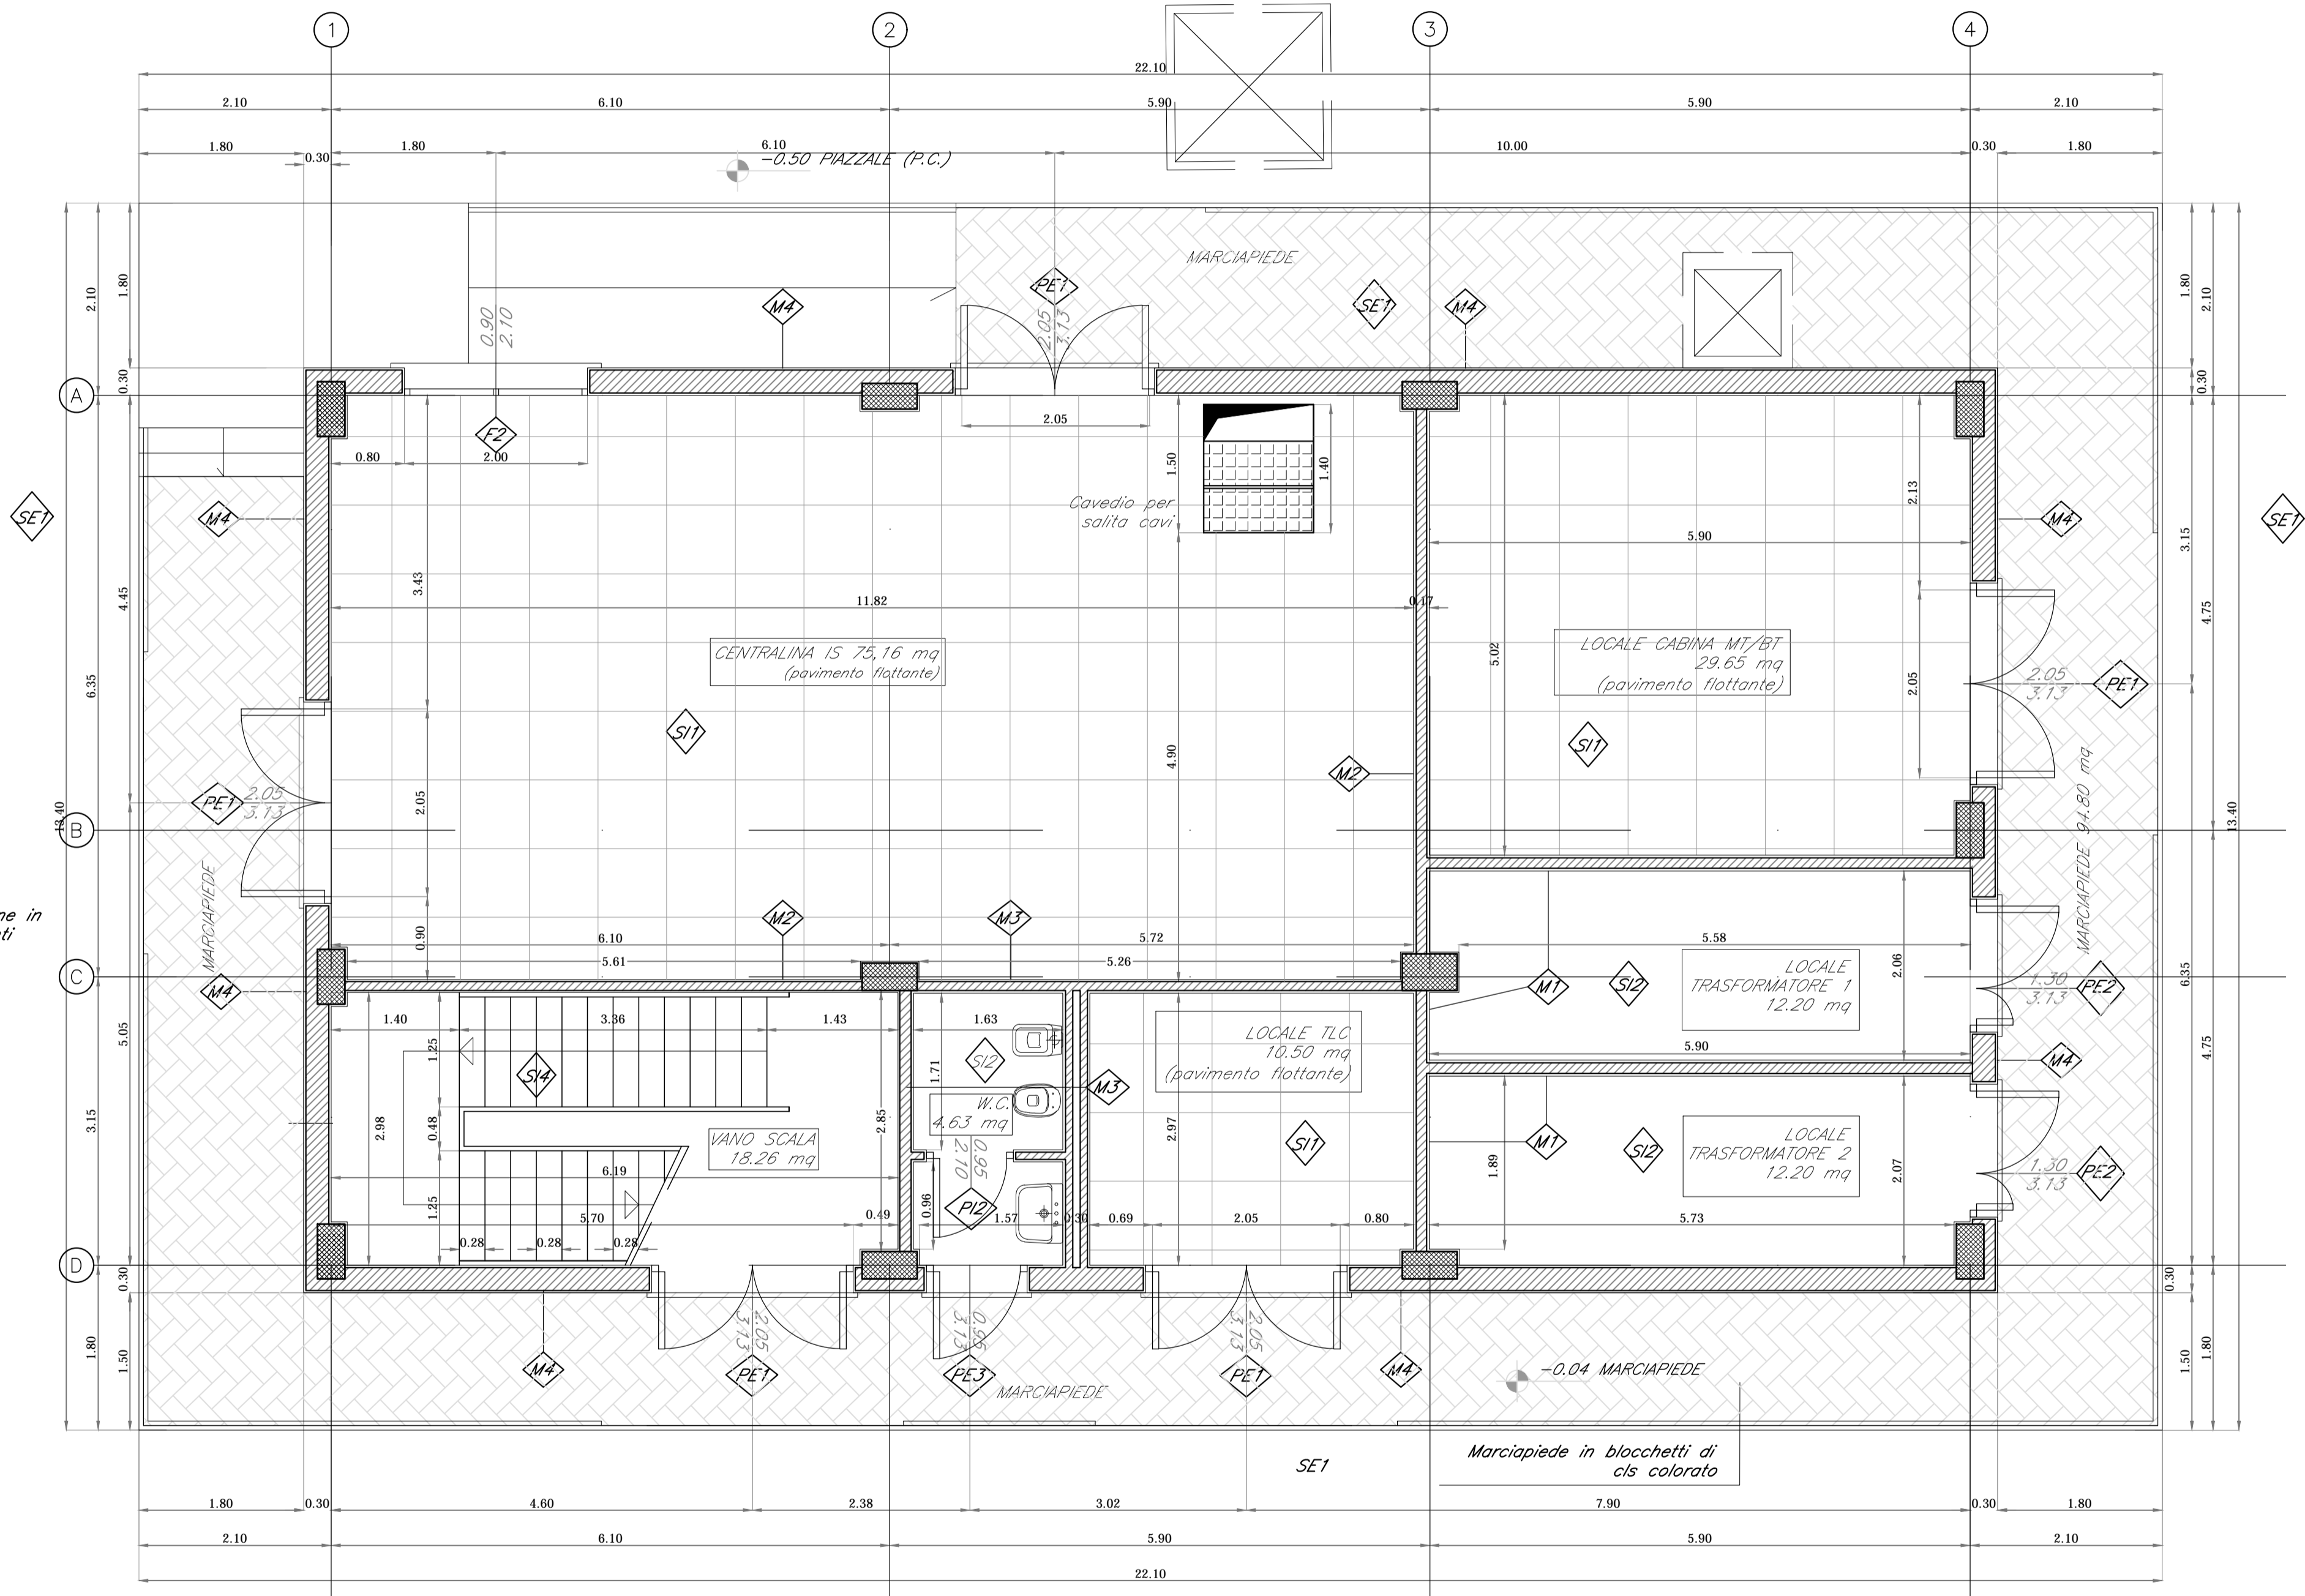 1 2 3 4
22.10
2.10 6.10 5.90 5.90 2.10
1.80 0.30 1.80 6.10 10.00 0.30 1.80
-0.50 PIAZZALE (P.C.)
2.10 1.80 0.30
MARCIAPIEDE
PE1 SE1 M4 M4
0.90
2.10
2.05
3.13
1.80 2.10 0.30
A
F2
0.80 2.00
2.05
1.50 1.40
Cavedio per
salita cavi
SE1 M4
4.45 3.43
5.90
2.13
M4 SE1
3.15
11.82 0.17
CENTRALINA IS 75,16 mq
(pavimento flottante)
5.02
LOCALE CABINA MT/BT
29.65 mq
(pavimento flottante)
2.05
2.05
3.13
PE1
6.35
4.75
SI1 SI1
4.90
M2
PE1
2.05
3.13
2.05
13.40
B
13.40
MARCIAPIEDE
MARCIAPIEDE 94.80 mq
ne in
ti
0.90
M2 M3
6.10 5.72
5.61 5.26
5.58
2.06
C
M4
LOCALE
TRASFORMATORE 1
12.20 mq
M1 SI2
1.30
3.13
PE2
6.35
1.40 3.36 1.43 1.63
5.05
1.25
SI4
1.71
SI2
LOCALE TLC
10.50 mq
(pavimento flottante)
5.90
M4
4.75
M3
3.15
2.98
0.48
2.85
W.C.
4.63 mq
VANO SCALA
18.26 mq
0.95
2.10
2.97
SI1
M1 SI2
LOCALE
TRASFORMATORE 2
12.20 mq
1.89
2.07
1.30
3.13
PE2
6.19
1.25
0.96
PI2
5.70 0.49 1.57 0.30 0.69 2.05 0.80 5.73
0.28 0.28 0.28
D
0.30 0.30
1.80 1.50
2.05
3.13
0.95
3.13
2.05
3.13
M4 PE1 PE3 PE1 M4
MARCIAPIEDE
-0.04 MARCIAPIEDE
1.50 1.80
SE1
Marciapiede in blocchetti di
cls colorato
1.80 0.30 4.60 2.38 3.02 7.90 0.30 1.80
2.10 6.10 5.90 5.90 2.10
22.10